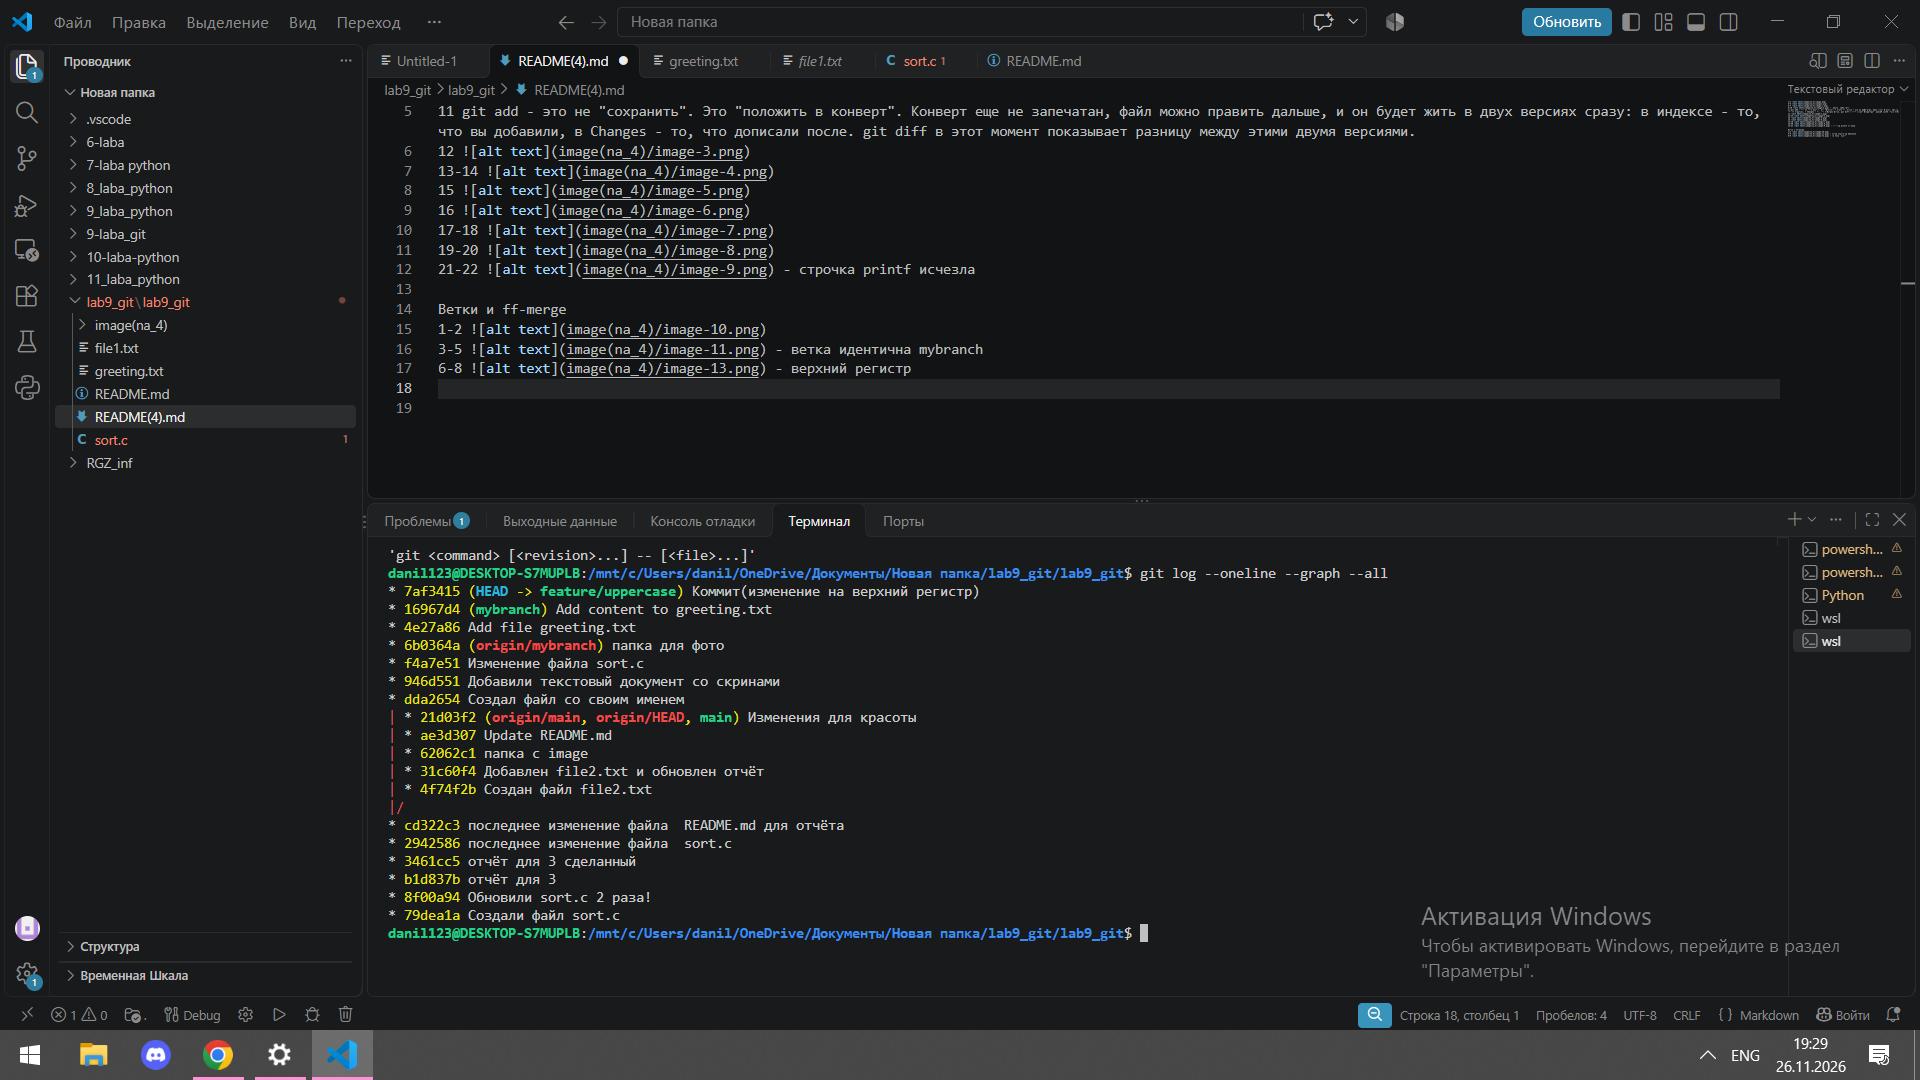 Файл Правка Выделение Вид Переход ···
Новая папка
Обновить
Проводник ···
Новая папка
.vscode
6-laba
7-laba python
8_laba_python
9_laba_python
9-laba_git
10-laba-python
11_laba_python
lab9_git\lab9_git
image(na_4)
file1.txt
greeting.txt
README.md
README(4).md
sort.c 1
RGZ_inf
Структура
Временная Шкала
1
1
Untitled-1 README(4).md greeting.txt file1.txt sort.c 1 README.md
lab9_git > lab9_git > README(4).md
Текстовый редактор
5 11 git add - это не "сохранить". Это "положить в конверт". Конверт еще не запечатан, файл можно править дальше, и он будет жить в двух версиях сразу: в индексе - то,
что вы добавили, в Changes - то, что дописали после. git diff в этот момент показывает разницу между этими двумя версиями.
6 12 ![alt text](image(na_4)/image-3.png)
7 13-14 ![alt text](image(na_4)/image-4.png)
8 15 ![alt text](image(na_4)/image-5.png)
9 16 ![alt text](image(na_4)/image-6.png)
10 17-18 ![alt text](image(na_4)/image-7.png)
11 19-20 ![alt text](image(na_4)/image-8.png)
12 21-22 ![alt text](image(na_4)/image-9.png) - строчка printf исчезла
13
14 Ветки и ff-merge
15 1-2 ![alt text](image(na_4)/image-10.png)
16 3-5 ![alt text](image(na_4)/image-11.png) - ветка идентична mybranch
17 6-8 ![alt text](image(na_4)/image-13.png) - верхний регистр
18
19
Проблемы 1 Выходные данные Консоль отладки Терминал Порты
'git <command> [<revision>...] -- [<file>...]'
danil123@DESKTOP-S7MUPLB:/mnt/c/Users/danil/OneDrive/Документы/Новая папка/lab9_git/lab9_git$ git log --oneline --graph --all
* 7af3415 (HEAD -> feature/uppercase) Коммит(изменение на верхний регистр)
* 16967d4 (mybranch) Add content to greeting.txt
* 4e27a86 Add file greeting.txt
* 6b0364a (origin/mybranch) папка для фото
* f4a7e51 Изменение файла sort.c
* 946d551 Добавили текстовый документ со скринами
* dda2654 Создал файл со своим именем
| * 21d03f2 (origin/main, origin/HEAD, main) Изменения для красоты
| * ae3d307 Update README.md
| * 62062c1 папка с image
| * 31c60f4 Добавлен file2.txt и обновлен отчёт
| * 4f74f2b Создан файл file2.txt
|/
* cd322c3 последнее изменение файла  README.md для отчёта
* 2942586 последнее изменение файла  sort.c
* 3461cc5 отчёт для 3 сделанный
* b1d837b отчёт для 3
* 8f00a94 Обновили sort.c 2 раза!
* 79dea1a Создали файл sort.c
danil123@DESKTOP-S7MUPLB:/mnt/c/Users/danil/OneDrive/Документы/Новая папка/lab9_git/lab9_git$
powersh...
powersh...
Python
wsl
wsl
Активация Windows
Чтобы активировать Windows, перейдите в раздел
"Параметры".
1 0 Debug
Строка 18, столбец 1 Пробелов: 4 UTF-8 CRLF { } Markdown Войти
ENG
19:29
26.11.2026